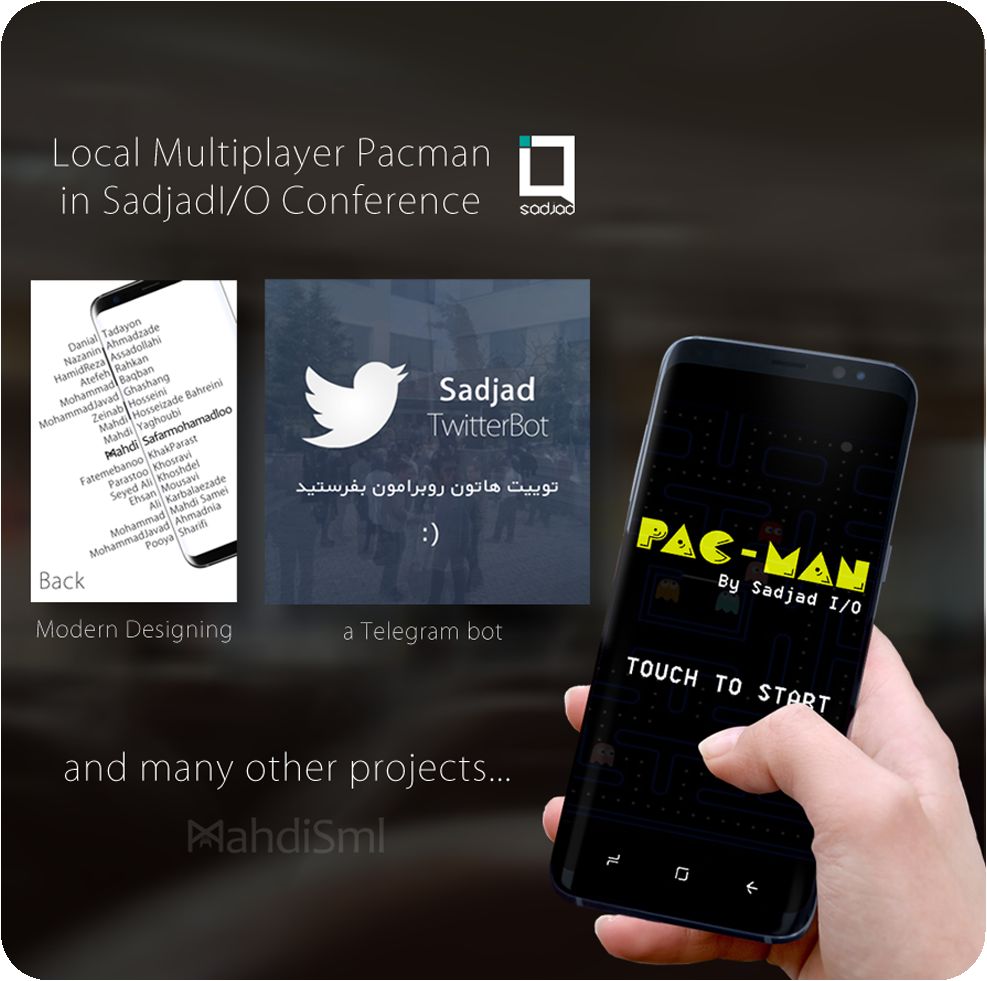 Local Multiplayer Pacman
in SadjadI/O Conference
sadjad
Danial Tadayon
Nazanin Ahmadzade
HamidReza Assadollahi
Atefeh Rahkan
Mohammad Baqban
MohammadJavad Ghashang
Zeinab Hosseini
Mahdi Hosseizade Bahreini
Mahdi Yaghoubi
Mahdi Safarmohamadloo
Fatemebanoo KhakParast
Parastoo Khosravi
Seyed Ali Khoshdel
Ehsan Mousavi
Ali Karbalaezade
Mohammad Mahdi Samei
MohammadJavad Ahmadnia
Pooya Sharifi
Back
Modern Designing
Sadjad
TwitterBot
توییت هاتون روبرامون بفرستید
:)
a Telegram bot
PAC-MAN
By Sadjad I/O
TOUCH TO START
and many other projects...
MahdiSml